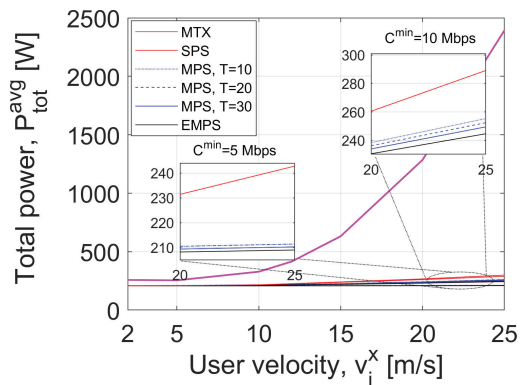 Total power, P_tot^avg [W]
2500
2000
1500
1000
500
0
MTX
SPS
MPS, T=10
MPS, T=20
MPS, T=30
EMPS
C^min=10 Mbps
300
280
260
240
20 25
C^min=5 Mbps
240
230
220
210
20 25
2 5 10 15 20 25
User velocity, v_i^x [m/s]